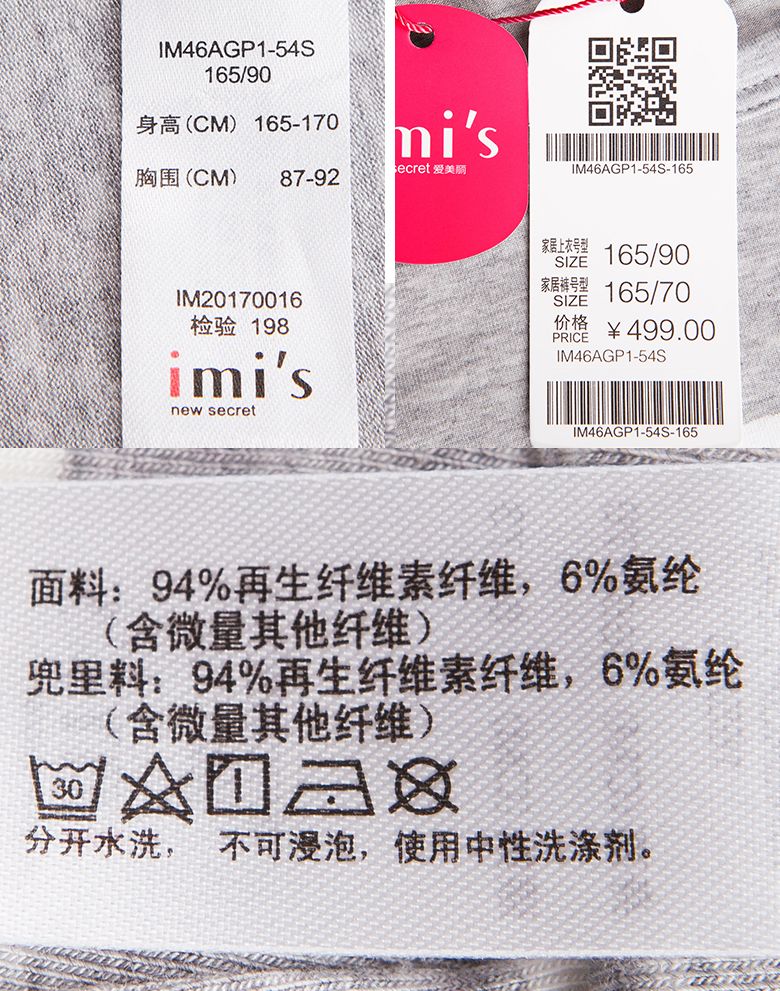 IM46AGP1-54S
165/90
身高(CM) 165-170
胸围(CM) 87-92
IM20170016
检验 198
imi's
new secret
mi's
secret 爱美丽
IM46AGP1-54S-165
家居上衣号型
SIZE 165/90
家居裤号型
SIZE 165/70
价格
PRICE ￥499.00
IM46AGP1-54S
IM46AGP1-54S-165
面料：94%再生纤维素纤维，6%氨纶
（含微量其他纤维）
兜里料：94%再生纤维素纤维，6%氨纶
（含微量其他纤维）
30
分开水洗， 不可浸泡，使用中性洗涤剂。